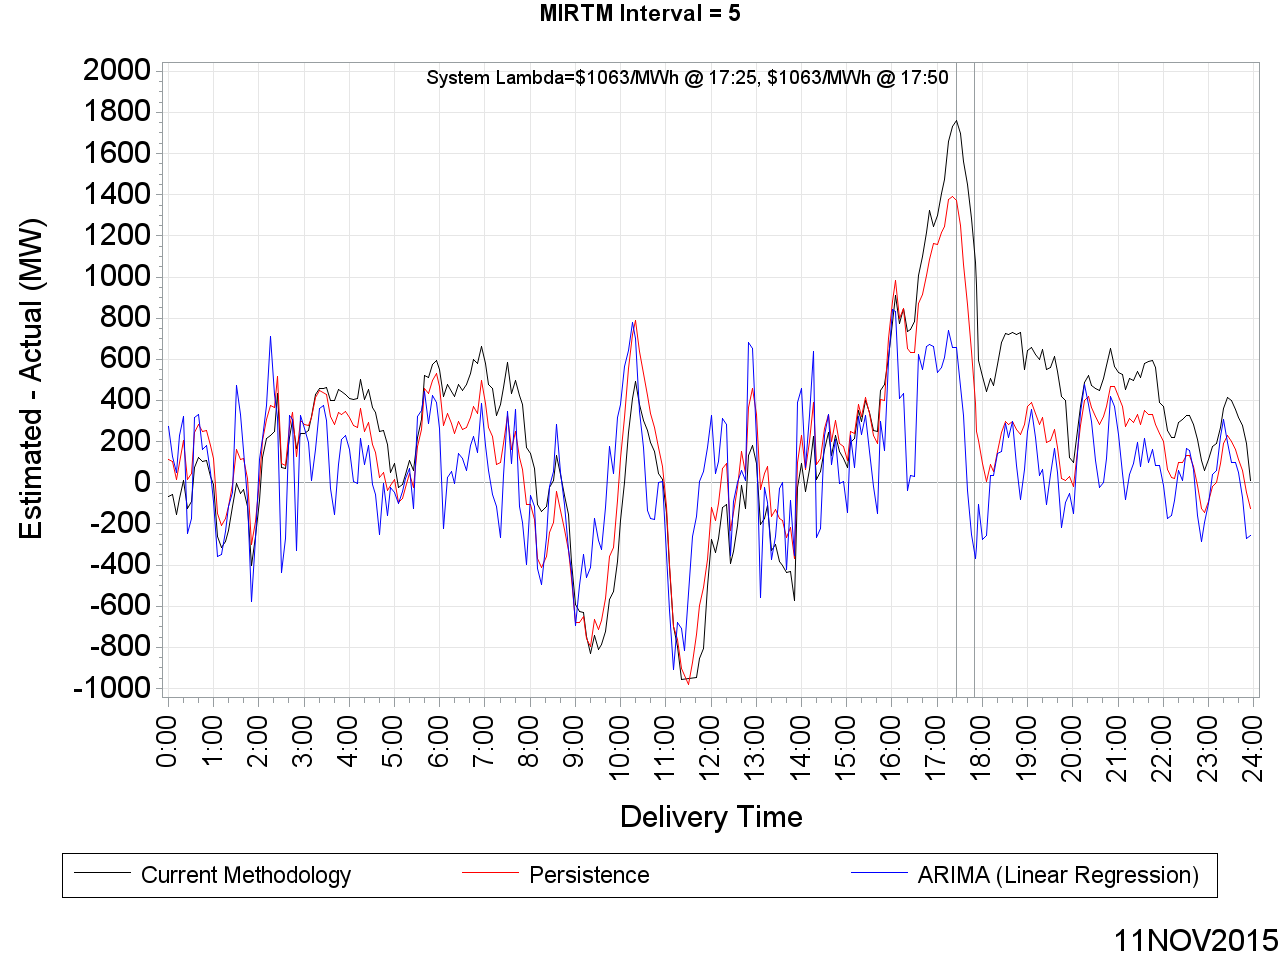 MIRTM Interval = 5
System Lambda=$1063/MWh @ 17:25, $1063/MWh @ 17:50
Estimated - Actual (MW)
2000
1800
1600
1400
1200
1000
800
600
400
200
0
-200
-400
-600
-800
-1000
0:00 1:00 2:00 3:00 4:00 5:00 6:00 7:00 8:00 9:00 10:00 11:00 12:00 13:00 14:00 15:00 16:00 17:00 18:00 19:00 20:00 21:00 22:00 23:00 24:00
Delivery Time
Current Methodology Persistence ARIMA (Linear Regression)
11NOV2015